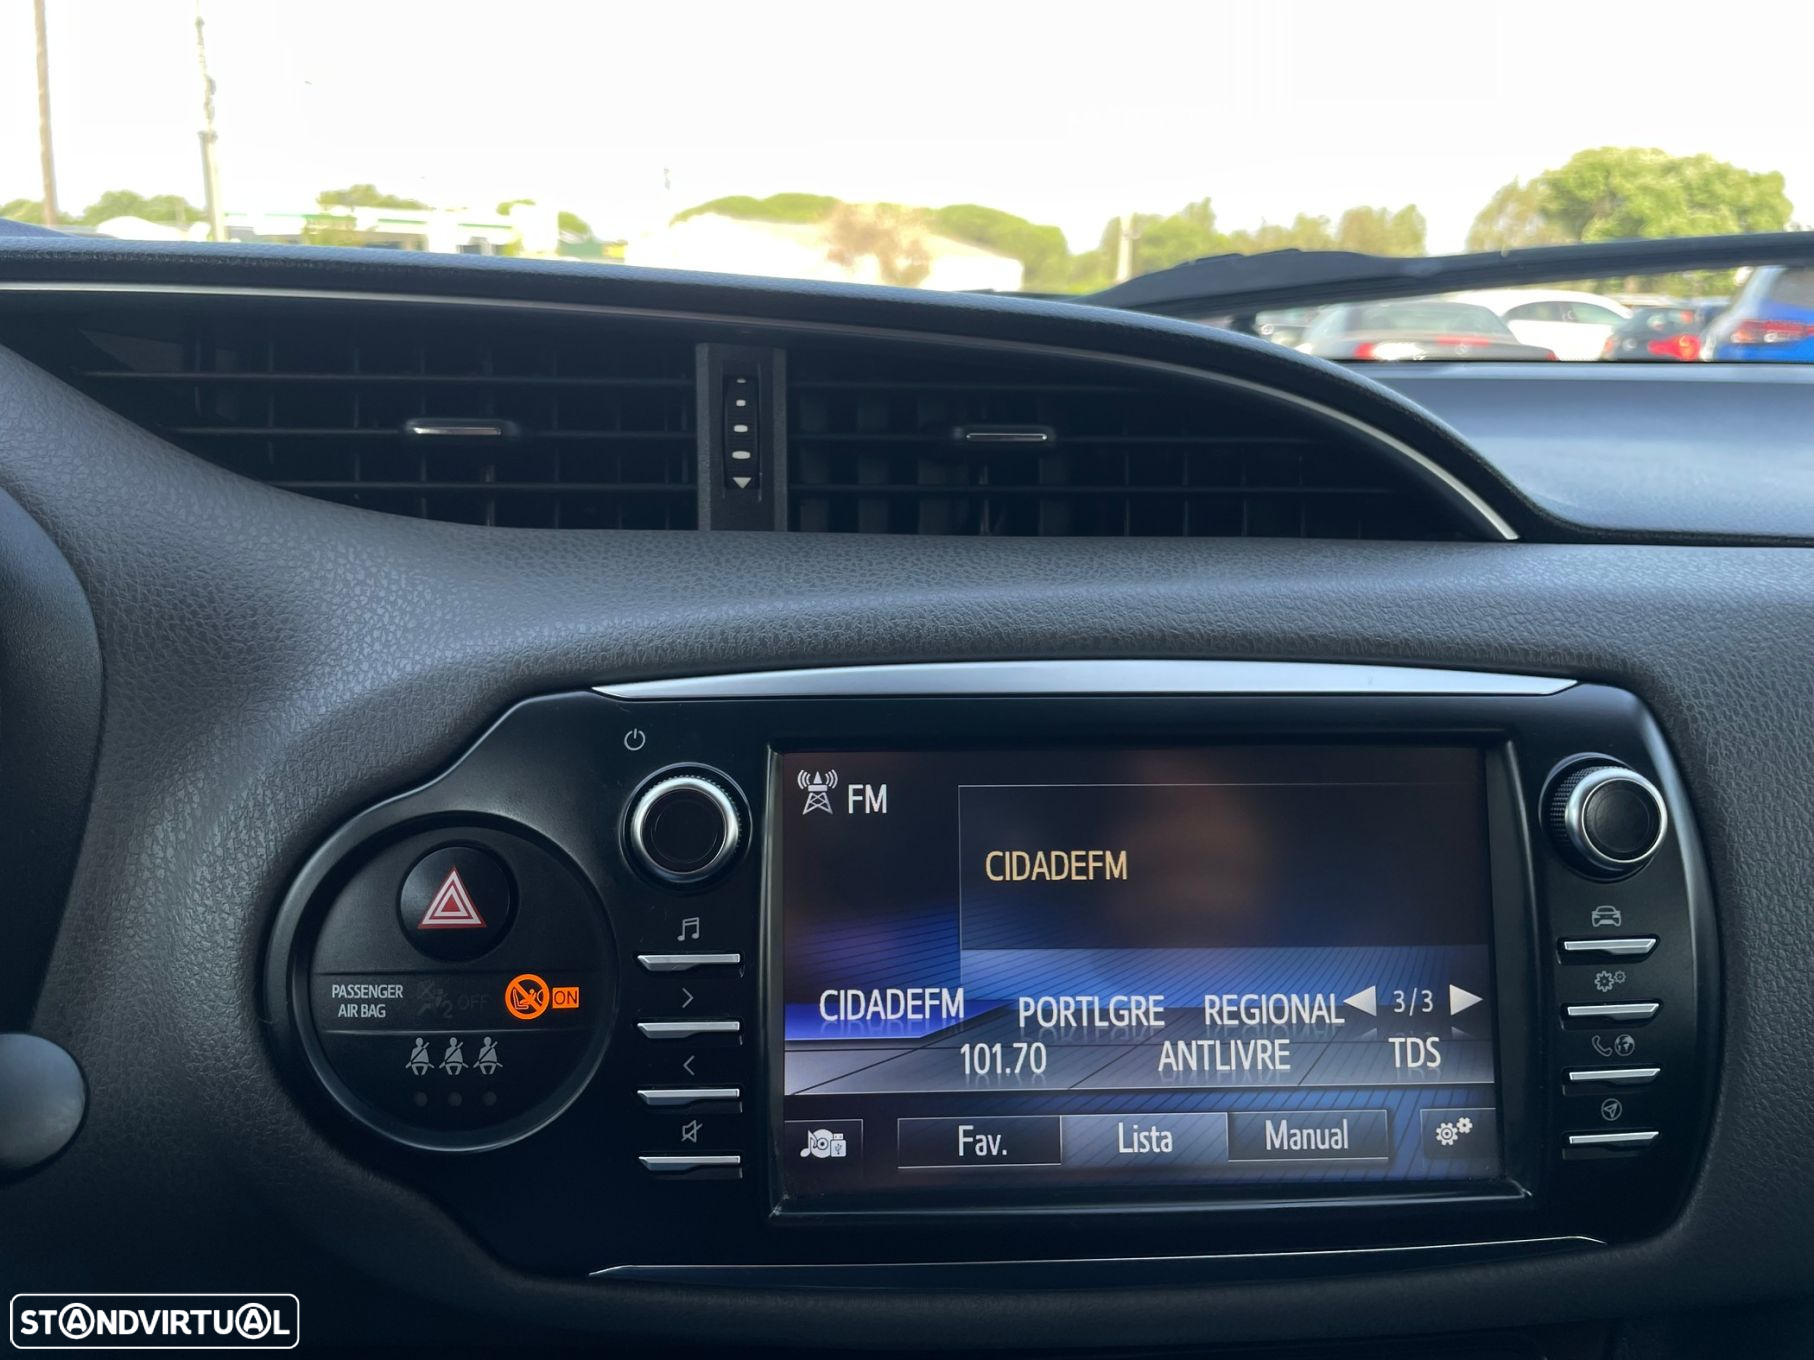 FM
CIDADEFM
CIDADEFM PORTLGRE REGIONAL 3/3
101.70 ANTLIVRE TDS
Fav. Lista Manual
PASSENGER
AIR BAG
2 OFF
ON
STANDVIRTUAL